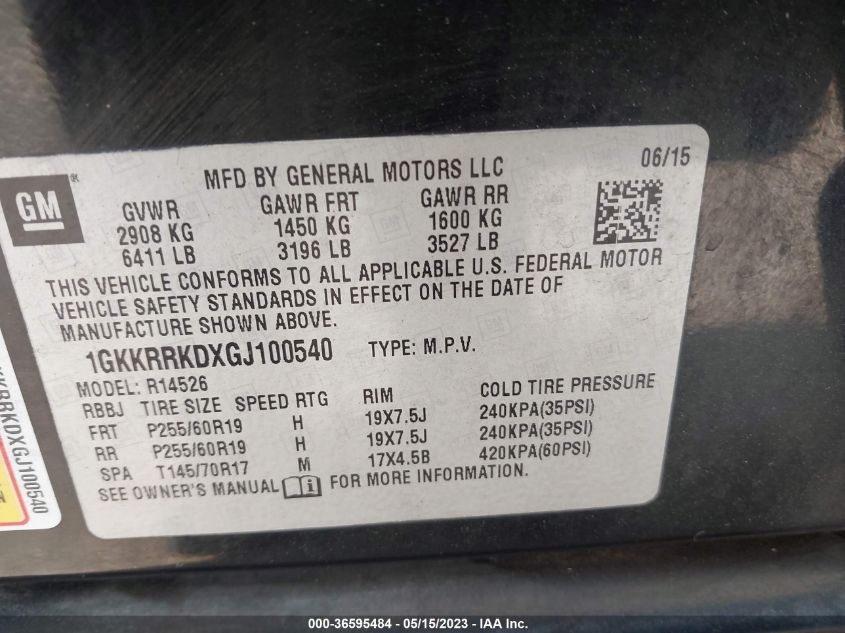 GM
MFD BY GENERAL MOTORS LLC
06/15
GVWR GAWR FRT GAWR RR
2908 KG 1450 KG 1600 KG
6411 LB 3196 LB 3527 LB
THIS VEHICLE CONFORMS TO ALL APPLICABLE U.S. FEDERAL MOTOR
VEHICLE SAFETY STANDARDS IN EFFECT ON THE DATE OF
MANUFACTURE SHOWN ABOVE.
1GKKRRKDXGJ100540 TYPE: M.P.V.
MODEL: R14526
RBBJ TIRE SIZE SPEED RTG RIM COLD TIRE PRESSURE
FRT P255/60R19 H 19X7.5J 240KPA(35PSI)
RR P255/60R19 H 19X7.5J 240KPA(35PSI)
SPA T145/70R17 M 17X4.5B 420KPA(60PSI)
SEE OWNER'S MANUAL FOR MORE INFORMATION.
KKRRKDXGJ100540
000-36595484 - 05/15/2023 - IAA Inc.